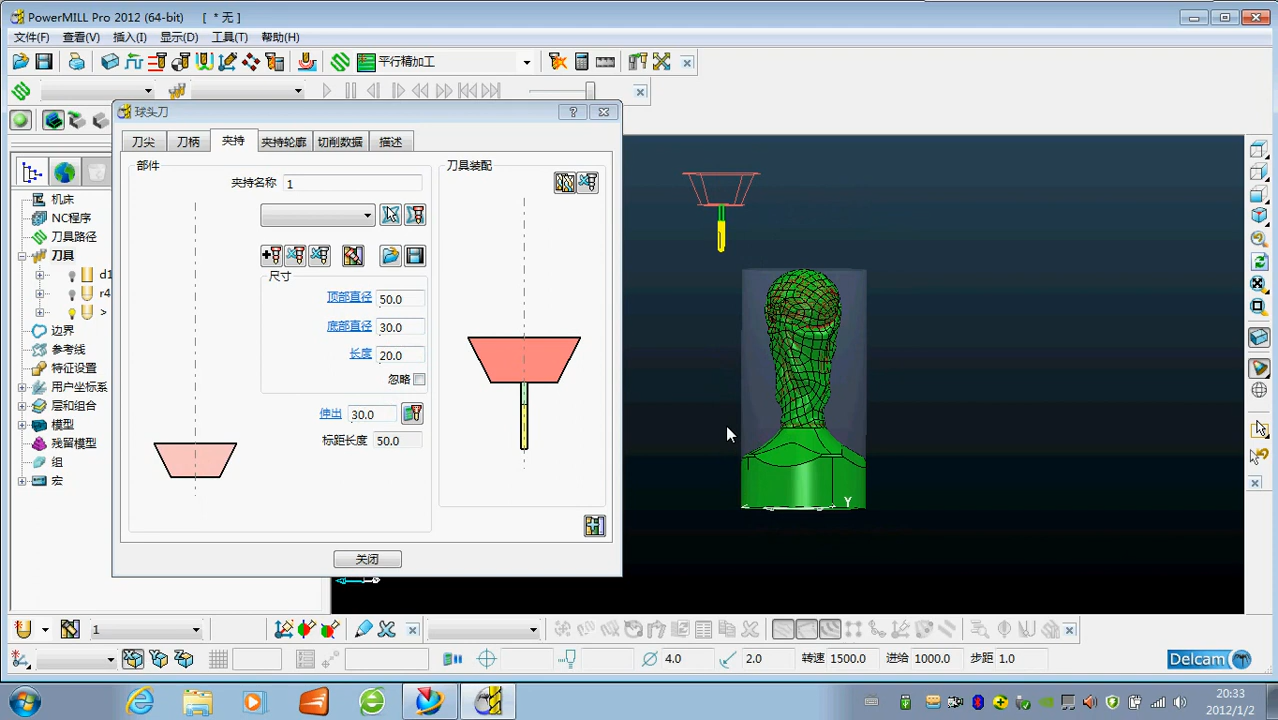 PowerMILL Pro 2012 (64-bit) [ * 无 ]
文件(F) 查看(V) 插入(I) 显示(D) 工具(T) 帮助(H)
平行精加工
球头刀
刀尖 刀柄 夹持 夹持轮廓 切削数据 描述
部件
夹持名称 1
尺寸
顶部直径 50.0
底部直径 30.0
长度 20.0
忽略
伸出 30.0
标距长度 50.0
刀具装配
关闭
机床
NC程序
刀具路径
刀具
d1
r4
>
边界
参考线
特征设置
用户坐标系
层和组合
模型
残留模型
组
宏
Y
1
4.0 2.0 转速 1500.0 进给 1000.0 步距 1.0
Delcam
20:33
2012/1/2